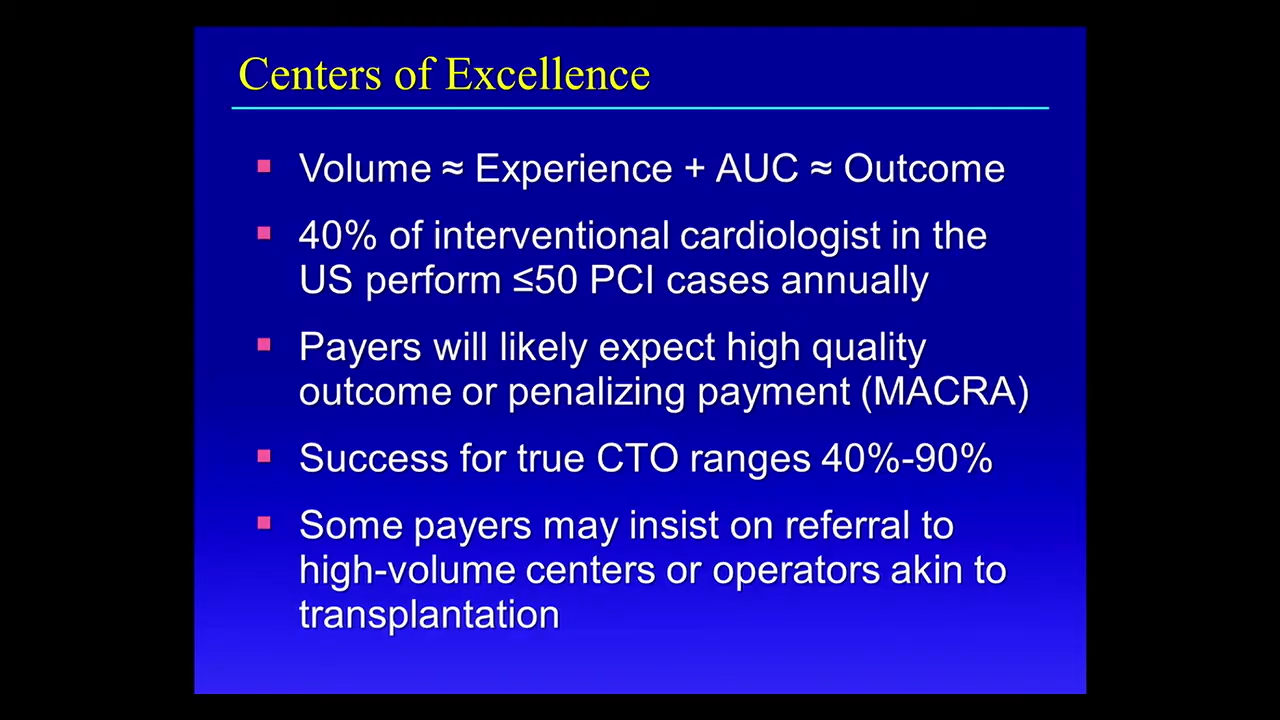 Centers of Excellence
Volume ≈ Experience + AUC ≈ Outcome
40% of interventional cardiologist in the
US perform ≤50 PCI cases annually
Payers will likely expect high quality
outcome or penalizing payment (MACRA)
Success for true CTO ranges 40%-90%
Some payers may insist on referral to
high-volume centers or operators akin to
transplantation